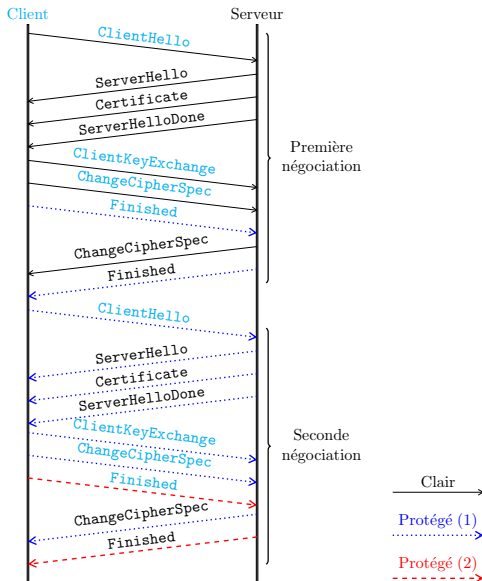 Client
Serveur
ClientHello
ServerHello
Certificate
ServerHelloDone
ClientKeyExchange
ChangeCipherSpec
Finished
ChangeCipherSpec
Finished
Première
négociation
ClientHello
ServerHello
Certificate
ServerHelloDone
ClientKeyExchange
ChangeCipherSpec
Finished
ChangeCipherSpec
Finished
Seconde
négociation
Clair
Protégé (1)
Protégé (2)